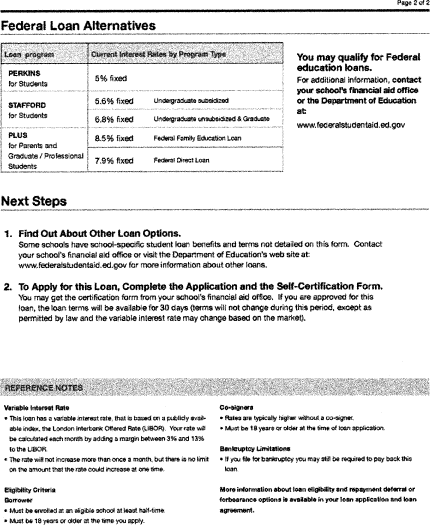 Page 2 of 2
Federal Loan Alternatives
Loan program
Current Interest Rates by Program Type
PERKINS
for Students
5% fixed
STAFFORD
for Students
5.6% fixed
Undergraduate subsidized
6.8% fixed
Undergraduate unsubsidized & Graduate
PLUS
for Parents and
Graduate / Professional
Students
8.5% fixed
Federal Family Education Loan
7.9% fixed
Federal Direct Loan
You may qualify for Federal
education loans.
For additional information, contact
your school's financial aid office
or the Department of Education
at:
www.federalstudentaid.ed.gov
Next Steps
1. Find Out About Other Loan Options.
Some schools have school-specific student loan benefits and terms not detailed on this form. Contact
your school's financial aid office or visit the Department of Education's web site at:
www.federalstudentaid.ed.gov for more information about other loans.
2. To Apply for this Loan, Complete the Application and the Self-Certification Form.
You may get the certification form from your school's financial aid office. If you are approved for this
loan, the loan terms will be available for 30 days (terms will not change during this period, except as
permitted by law and the variable interest rate may change based on the market).
REFERENCE NOTES
Variable Interest Rate
• This loan has a variable interest rate, that is based on a publicly avail-
able index, the London Interbank Offered Rate (LIBOR). Your rate will
be calculated each month by adding a margin between 3% and 13%
to the LIBOR.
• The rate will not increase more than once a month, but there is no limit
on the amount that the rate could increase at one time.
Eligibility Criteria
Borrower
• Must be enrolled at an eligible school at least half-time.
• Must be 18 years or older at the time you apply.
Co-signers
• Rates are typically higher without a co-signer.
• Must be 18 years or older at the time of loan application.
Bankruptcy Limitations
• If you file for bankruptcy you may still be required to pay back this
loan.
More information about loan eligibility and repayment deferral or
forbearance options is available in your loan application and loan
agreement.